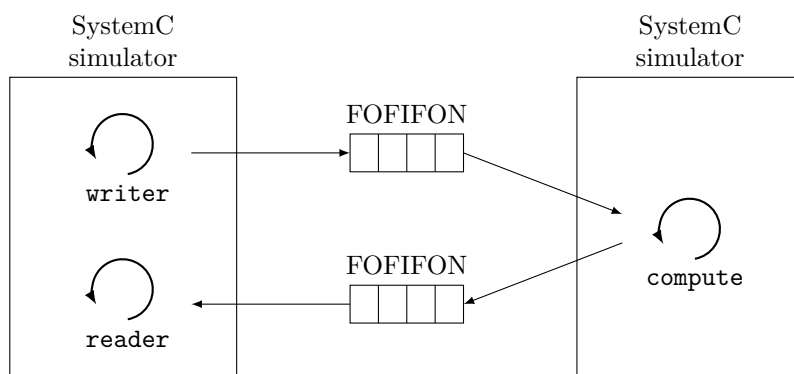 SystemC
simulator
SystemC
simulator
FOFIFON
writer
FOFIFON
compute
reader